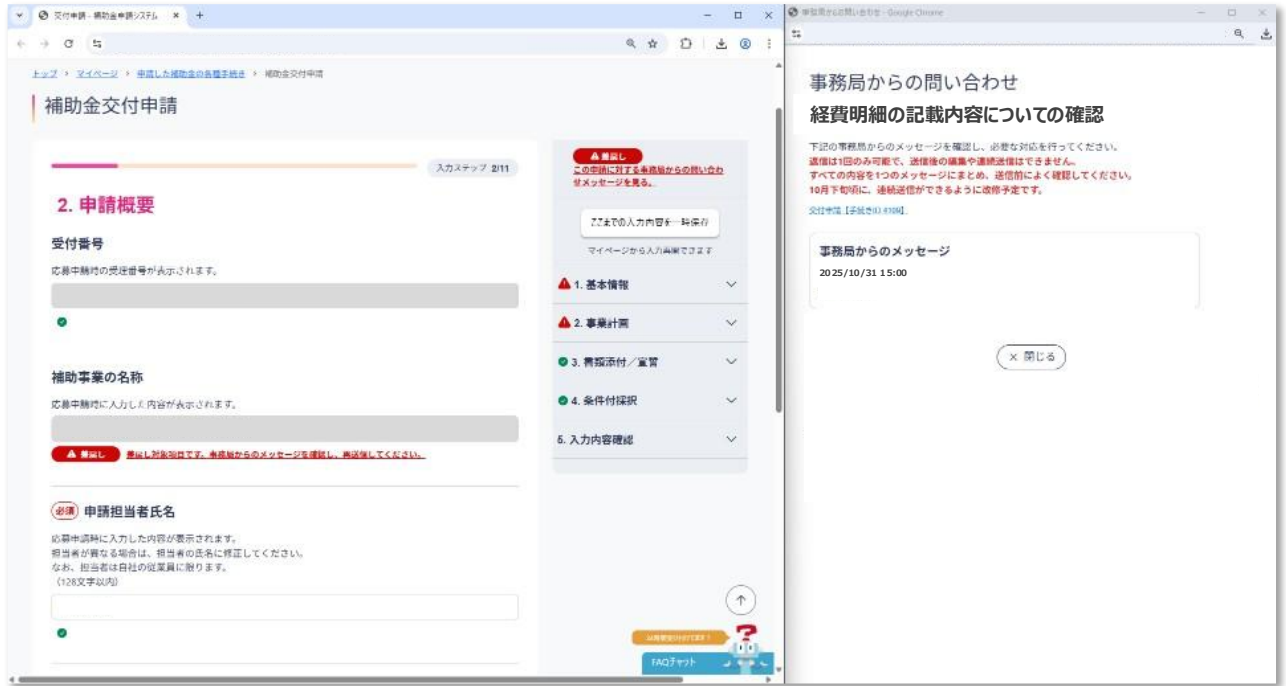 交付申請 - 補助金申請システム
トップ > マイページ > 申請した補助金の各種手続き > 補助金交付申請
補助金交付申請
入力ステップ 2/11
2. 申請概要
受付番号
応募申請時の受理番号が表示されます。
補助事業の名称
応募申請時に入力した内容が表示されます。
差戻し
差戻し対象項目です。事務局からのメッセージを確認し、再送信してください。
必須 申請担当者氏名
応募申請時に入力した内容が表示されます。
担当者が異なる場合は、担当者の氏名に修正してください。
なお、担当者は自社の従業員に限ります。
(128文字以内)
差戻し
この申請に対する事務局からの問い合わ
せメッセージを見る。
ここまでの入力内容を一時保存
マイページから入力再開できます
1. 基本情報
2. 事業計画
3. 書類添付/宣誓
4. 条件付採択
5. 入力内容確認
FAQチャット
事務局からの問い合わせ - Google Chrome
事務局からの問い合わせ
経費明細の記載内容についての確認
下記の事務局からのメッセージを確認し、必要な対応を行ってください。
返信は1回のみ可能で、送信後の編集や連続送信はできません。
すべての内容を1つのメッセージにまとめ、送信前によく確認してください。
10月下旬頃に、連続送信ができるように改修予定です。
事務局からのメッセージ
2025/10/31 15:00
× 閉じる